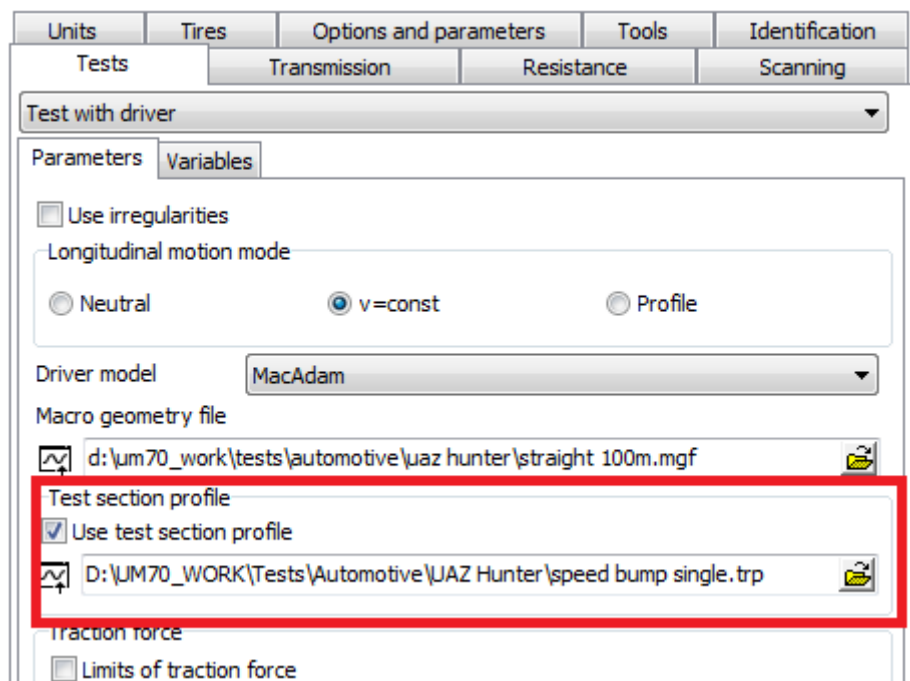 Units Tires Options and parameters Tools Identification
Tests Transmission Resistance Scanning
Test with driver
Parameters Variables
Use irregularities
Longitudinal motion mode
Neutral v=const Profile
Driver model MacAdam
Macro geometry file
d:\um70_work\tests\automotive\uaz hunter\straight 100m.mgf
Test section profile
Use test section profile
D:\UM70_WORK\Tests\Automotive\UAZ Hunter\speed bump single.trp
Traction force
Limits of traction force